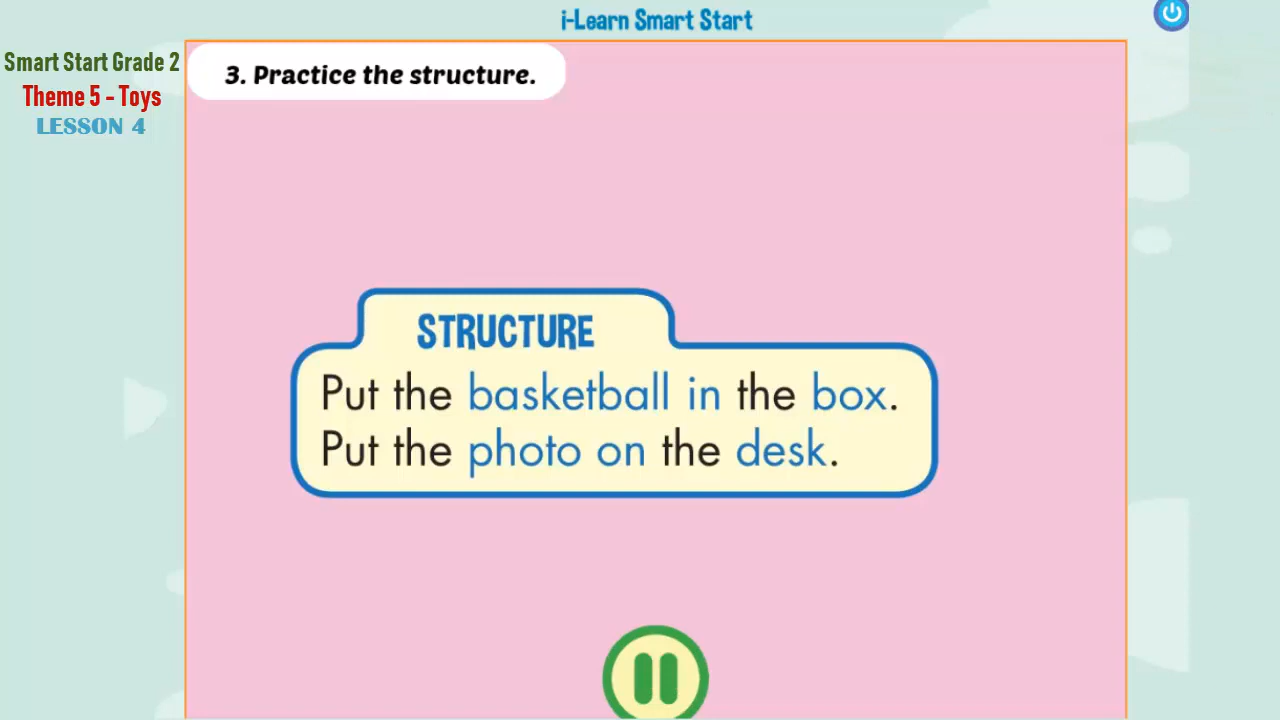 i-Learn Smart Start
Smart Start Grade 2
Theme 5 - Toys
LESSON 4
3. Practice the structure.
STRUCTURE
Put the basketball in the box.
Put the photo on the desk.